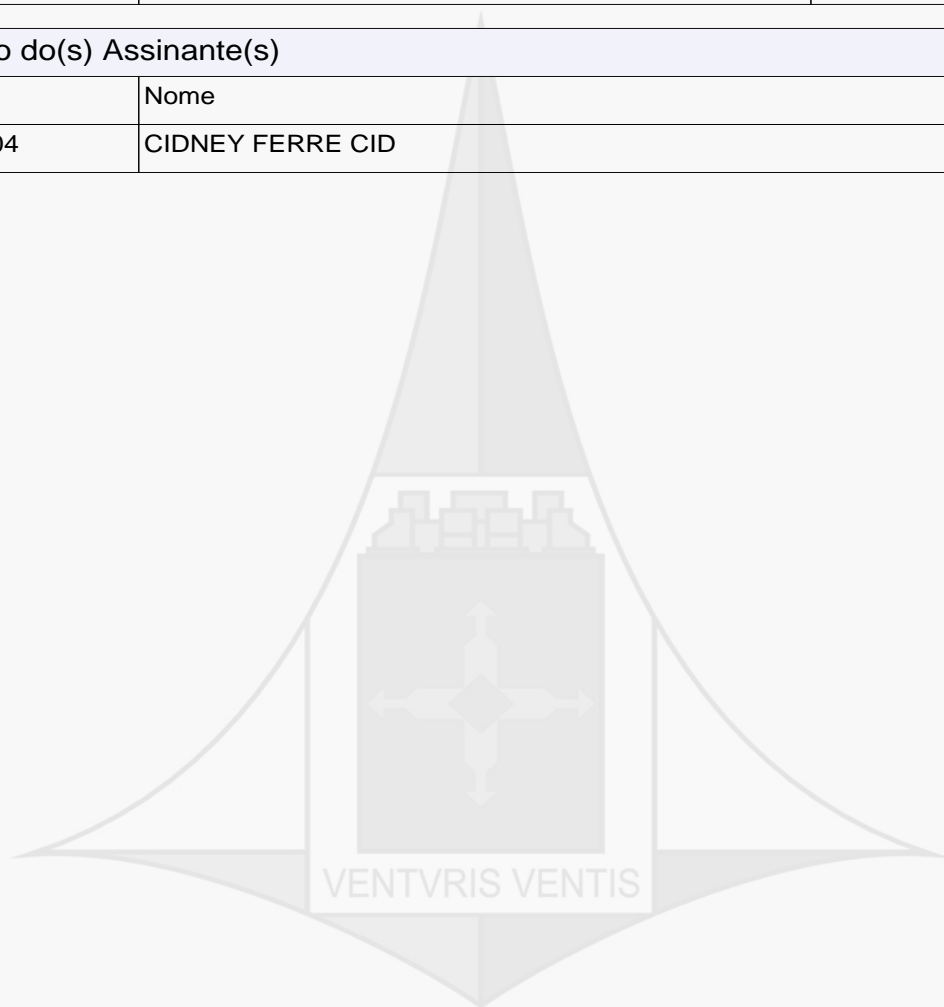 o do(s) Assinante(s)
Nome
04 CIDNEY FERRE CID
VENTVRIS VENTIS